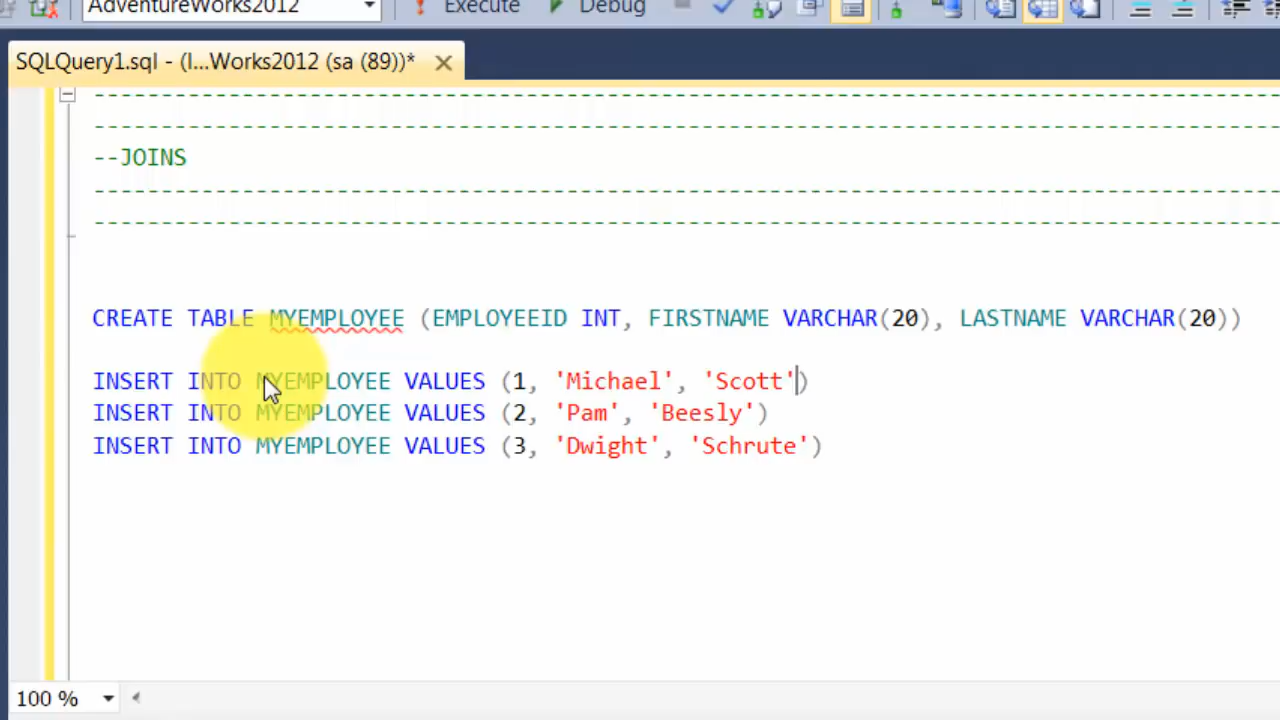 AdventureWorks2012 Execute Debug
SQLQuery1.sql - (l...Works2012 (sa (89))*
--JOINS
CREATE TABLE MYEMPLOYEE (EMPLOYEEID INT, FIRSTNAME VARCHAR(20), LASTNAME VARCHAR(20))
INSERT INTO MYEMPLOYEE VALUES (1, 'Michael', 'Scott')
INSERT INTO MYEMPLOYEE VALUES (2, 'Pam', 'Beesly')
INSERT INTO MYEMPLOYEE VALUES (3, 'Dwight', 'Schrute')
100 %